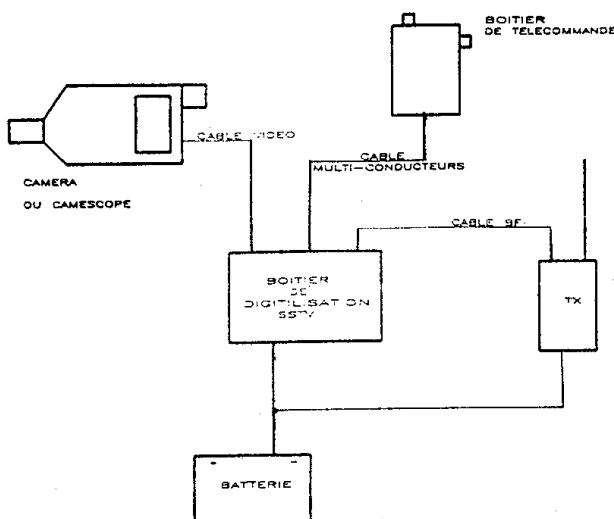 BOITIER
DE TELECOMMANDE
CABLE VIDEO
CABLE
MULTI-CONDUCTEURS
CAMERA
OU CAMESCOPE
CABLE BF
BOITIER
DE
DIGITILISATION
SSTV
TX
BATTERIE